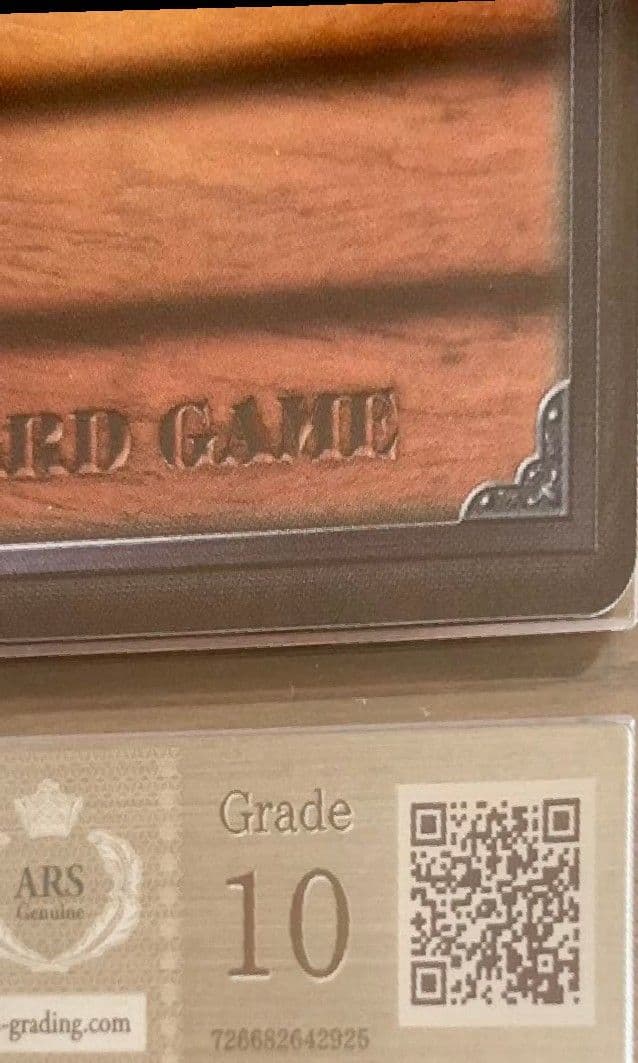 RD GAME
Grade
ARS
Genuine
10
-grading.com
726682642925